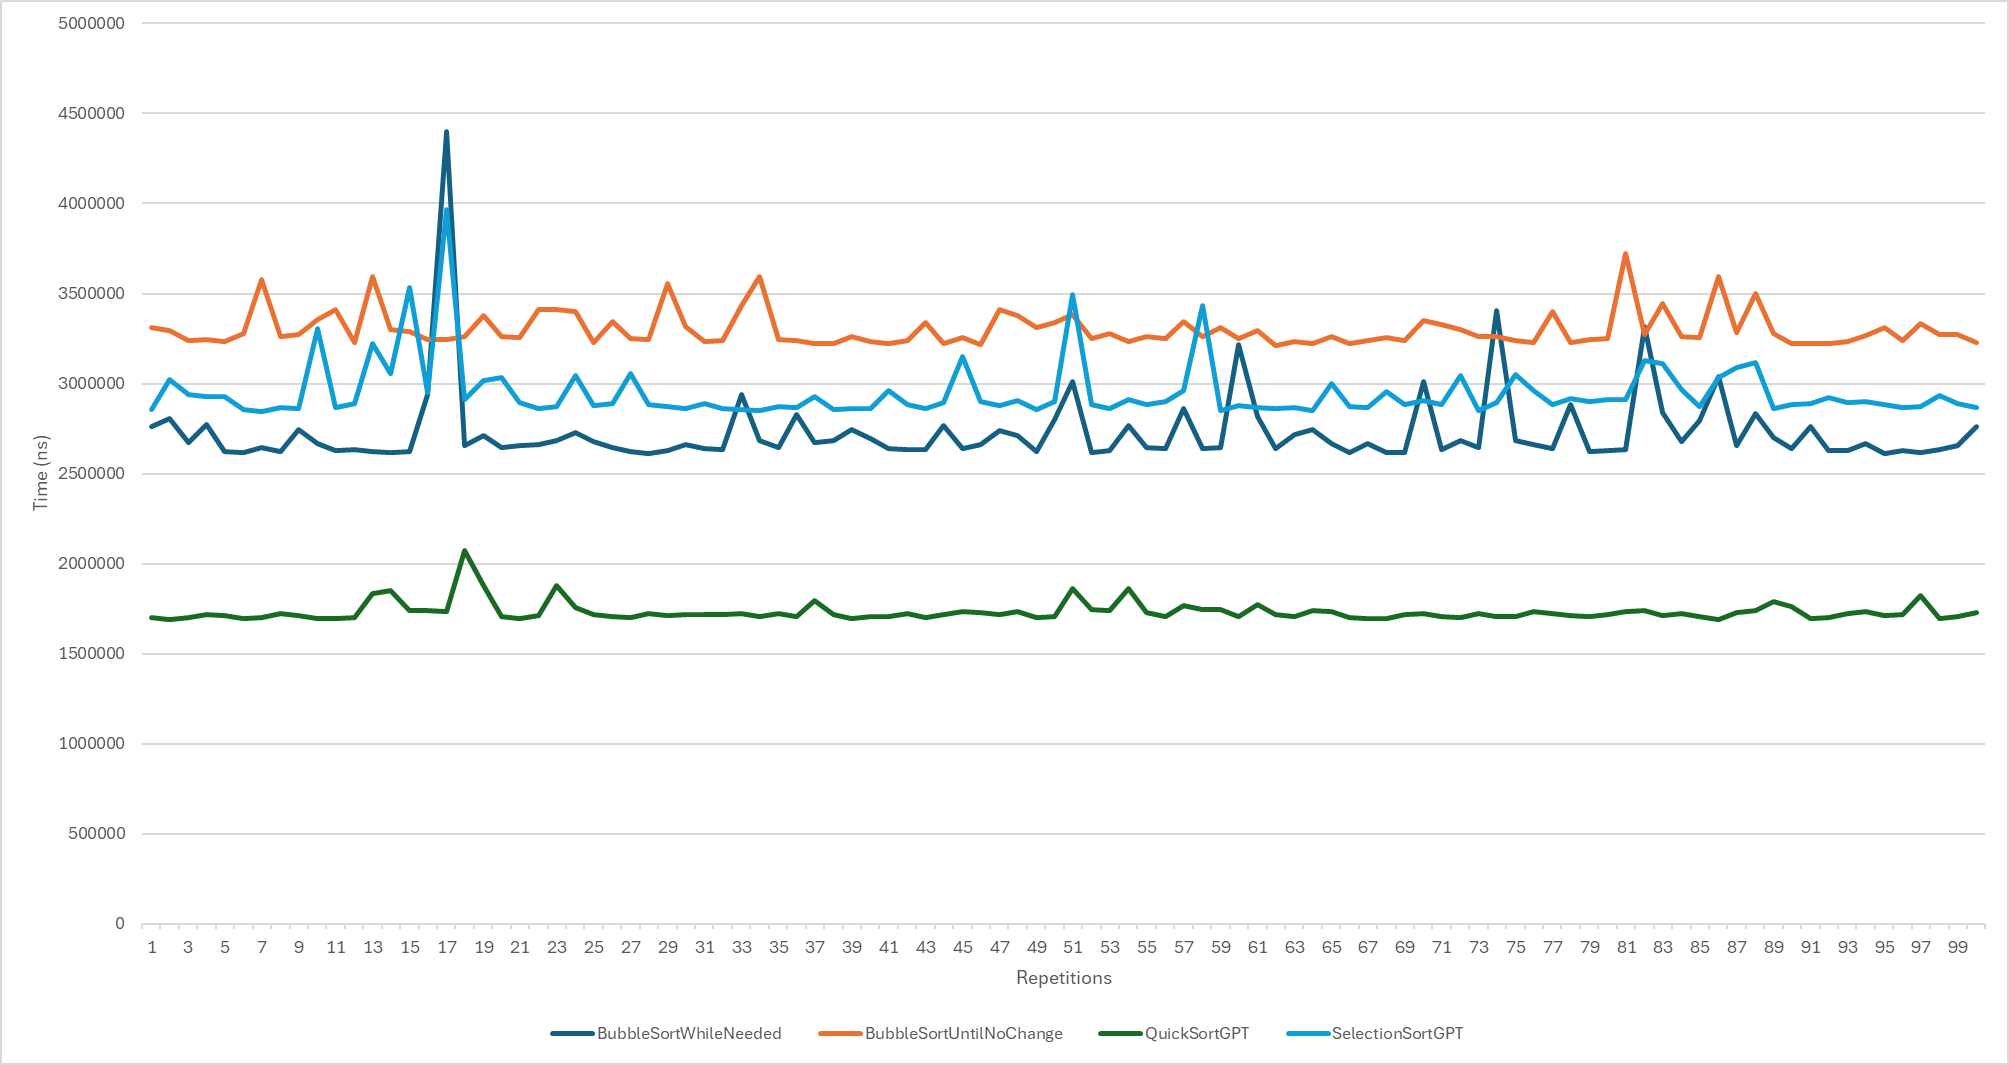 5000000
4500000
4000000
3500000
3000000
2500000
2000000
1500000
1000000
500000
0
Time (ns)
1 3 5 7 9 11 13 15 17 19 21 23 25 27 29 31 33 35 37 39 41 43 45 47 49 51 53 55 57 59 61 63 65 67 69 71 73 75 77 79 81 83 85 87 89 91 93 95 97 99
Repetitions
BubbleSortWhileNeeded BubbleSortUntilNoChange QuickSortGPT SelectionSortGPT